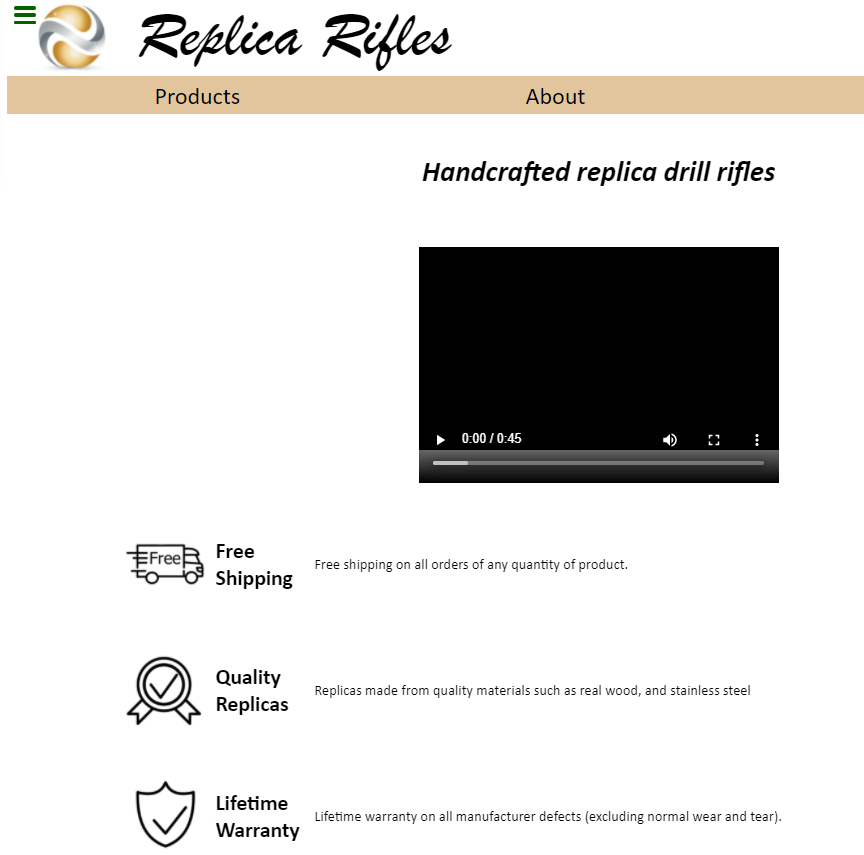 Replica Rifles
Products About
Handcrafted replica drill rifles
0:00 / 0:45
Free
Free
Shipping
Free shipping on all orders of any quantity of product.
Quality
Replicas
Replicas made from quality materials such as real wood, and stainless steel
Lifetime
Warranty
Lifetime warranty on all manufacturer defects (excluding normal wear and tear).